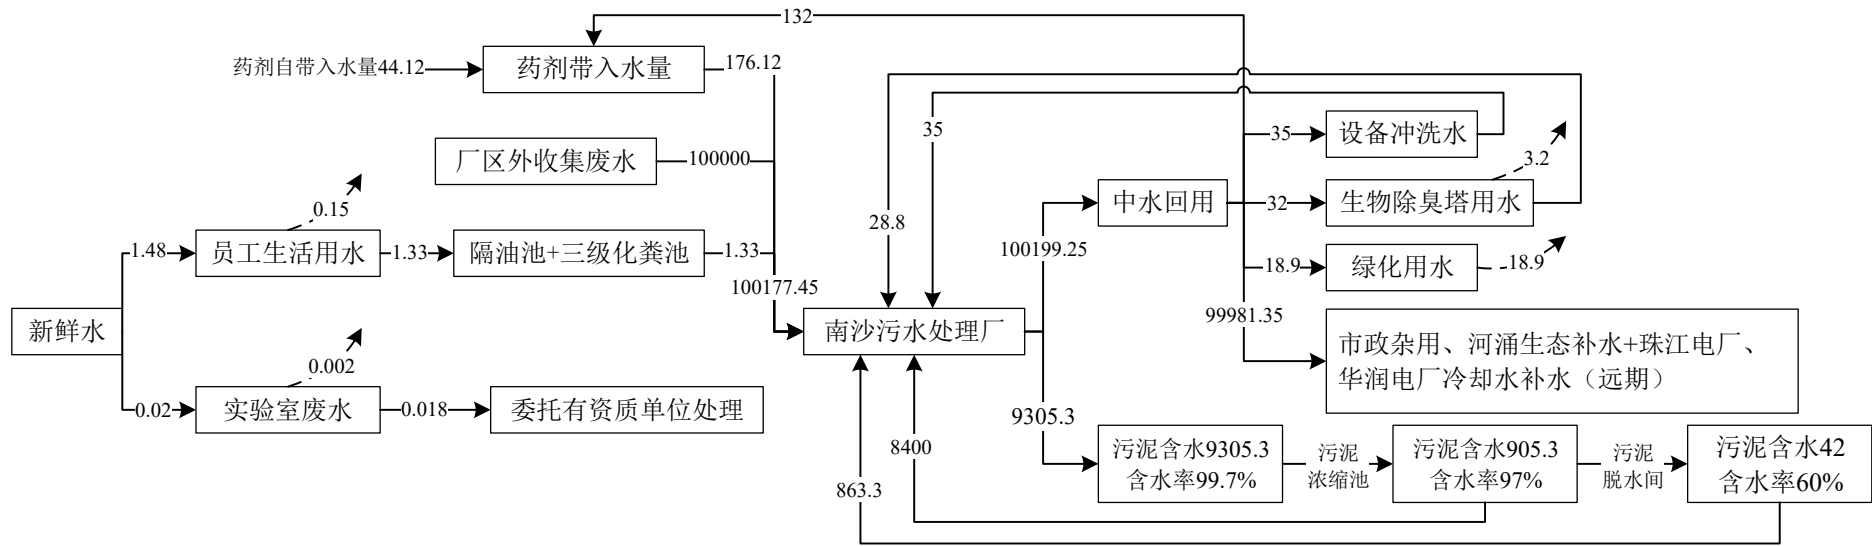 132
药剂自带入水量44.12
药剂带入水量
176.12
厂区外收集废水
100000
35
35
设备冲洗水
3.2
0.15
28.8
中水回用
32
生物除臭塔用水
1.48
员工生活用水
1.33
隔油池+三级化粪池
1.33
100199.25
18.9
绿化用水
18.9
100177.45
新鲜水
南沙污水处理厂
99981.35
市政杂用、河涌生态补水+珠江电厂、
华润电厂冷却水补水（远期）
0.002
0.02
实验室废水
0.018
委托有资质单位处理
9305.3
8400
863.3
污泥含水9305.3
含水率99.7%
污泥
浓缩池
污泥含水905.3
含水率97%
污泥
脱水间
污泥含水42
含水率60%